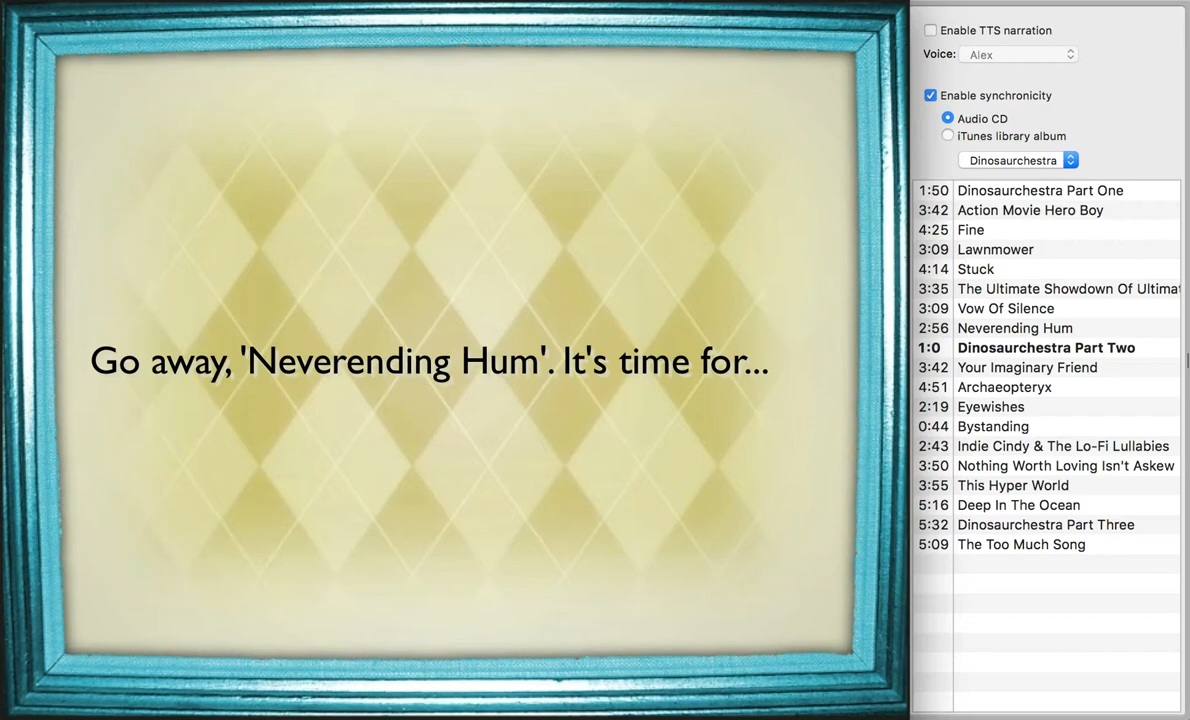 Go away, 'Neverending Hum'. It's time for...
Enable TTS narration
Voice: Alex
Enable synchronicity
Audio CD
iTunes library album
Dinosaurchestra
1:50 Dinosaurchestra Part One
3:42 Action Movie Hero Boy
4:25 Fine
3:09 Lawnmower
4:14 Stuck
3:35 The Ultimate Showdown Of Ultimat
3:09 Vow Of Silence
2:56 Neverending Hum
1:0 Dinosaurchestra Part Two
3:42 Your Imaginary Friend
4:51 Archaeopteryx
2:19 Eyewishes
0:44 Bystanding
2:43 Indie Cindy & The Lo-Fi Lullabies
3:50 Nothing Worth Loving Isn't Askew
3:55 This Hyper World
5:16 Deep In The Ocean
5:32 Dinosaurchestra Part Three
5:09 The Too Much Song